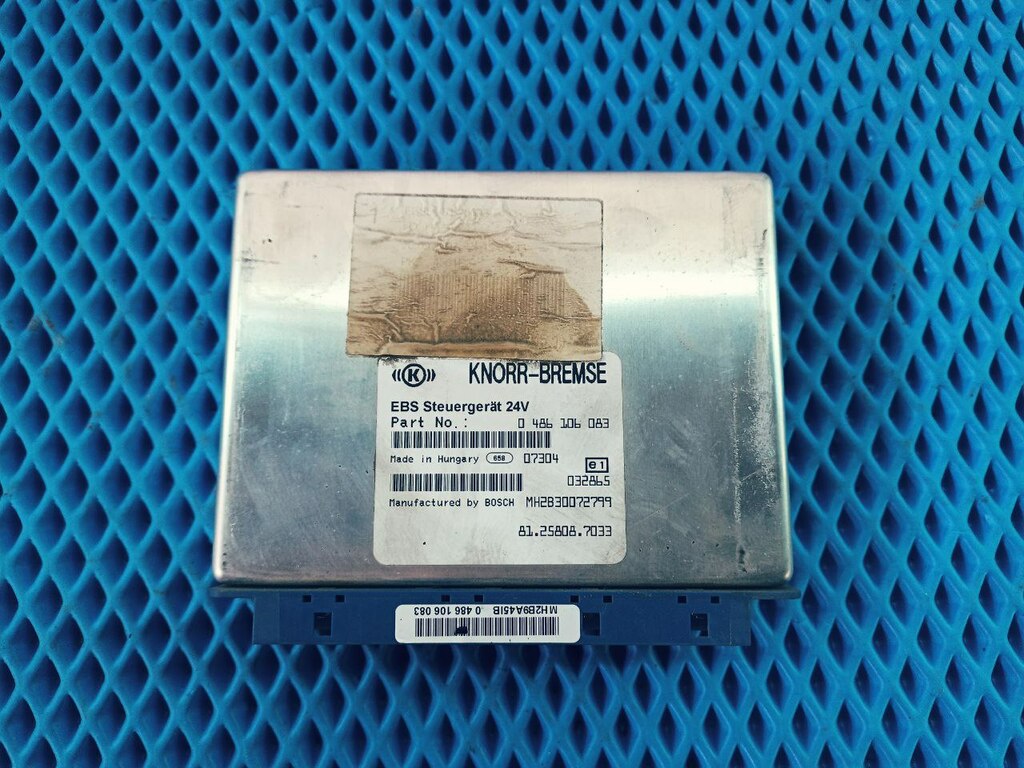 K KNORR-BREMSE
EBS Steuergerät 24V
Part No.: 0 486 106 083
Made in Hungary 658 07304
e1
032865
Manufactured by BOSCH MH2B30072799
81.25808.7033
MH2B9A45IB .0 486 106 083